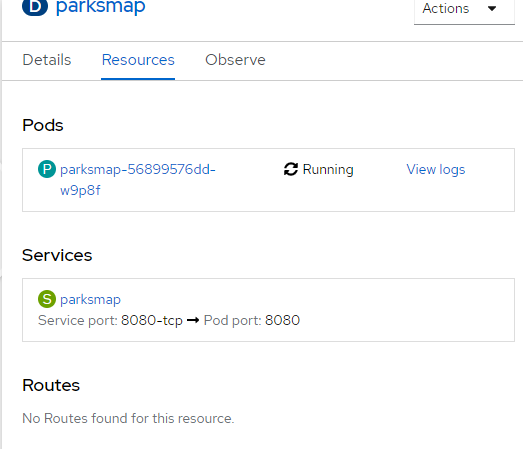 D parksmap
Actions
Details Resources Observe
Pods
P parksmap-56899576dd-
w9p8f
Running
View logs
Services
S parksmap
Service port: 8080-tcp → Pod port: 8080
Routes
No Routes found for this resource.